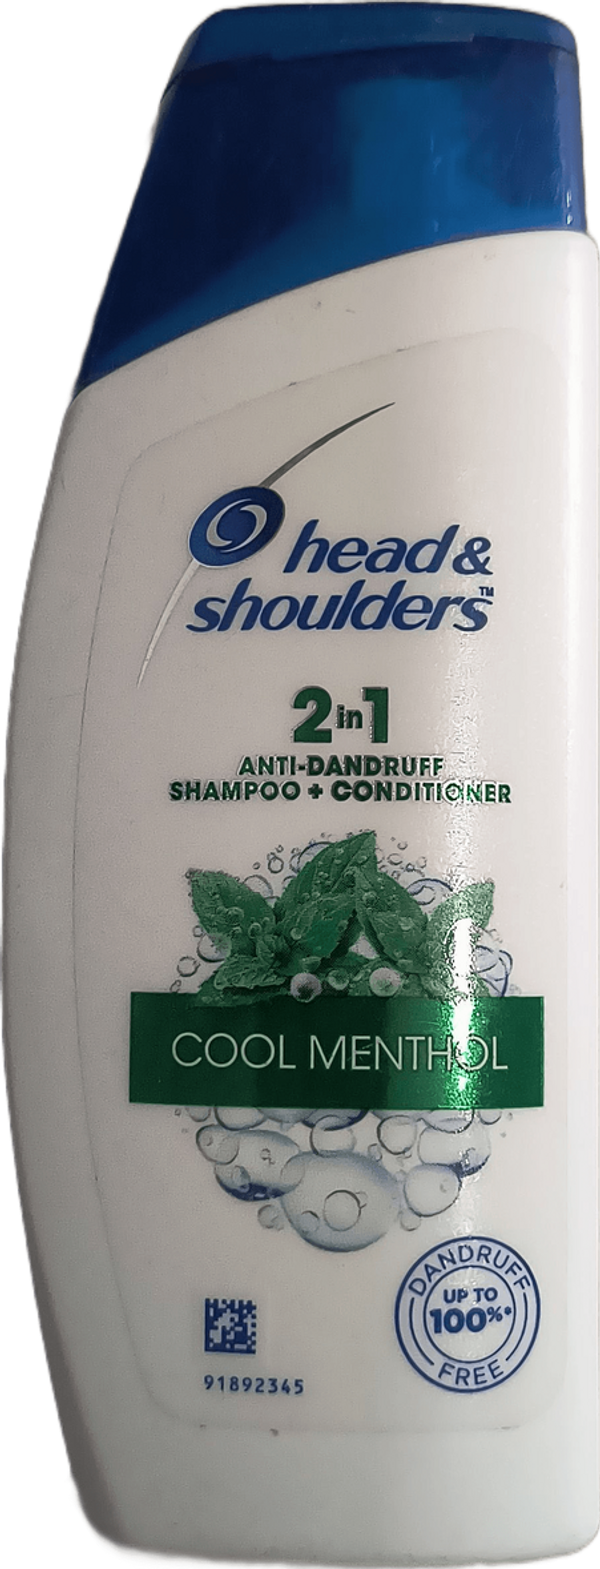 head &
shoulders™
2in1
ANTI-DANDRUFF
SHAMPOO + CONDITIONER
COOL MENTHOL
DANDRUFF
UP TO
100%*
FREE
91892345